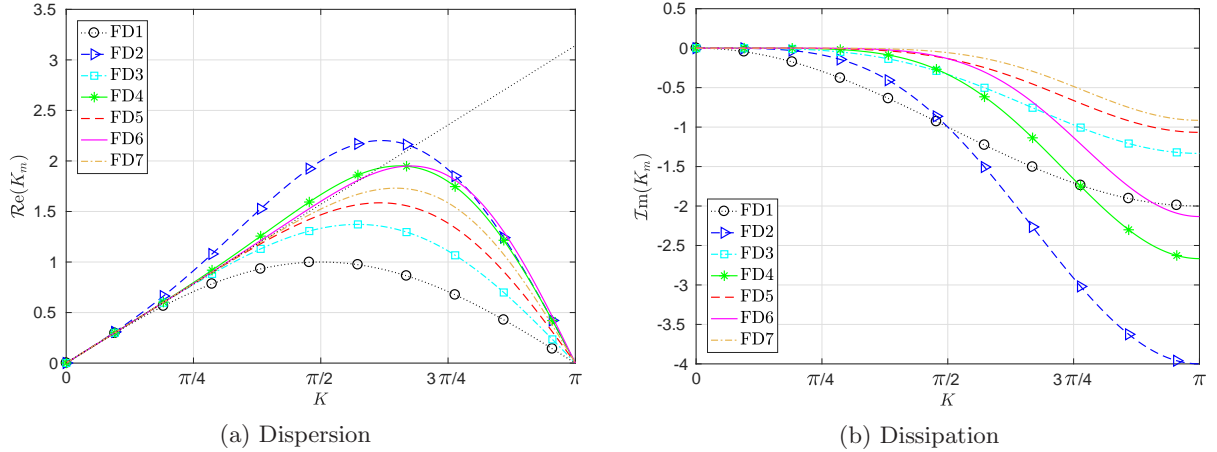 3.5
3
2.5
2
1.5
1
0.5
0
Re(K_m)
FD1
FD2
FD3
FD4
FD5
FD6
FD7
0
π/4
π/2
3 π/4
π
K
(a) Dispersion
0.5
0
-0.5
-1
-1.5
-2
-2.5
-3
-3.5
-4
Im(K_m)
FD1
FD2
FD3
FD4
FD5
FD6
FD7
0
π/4
π/2
3 π/4
π
K
(b) Dissipation